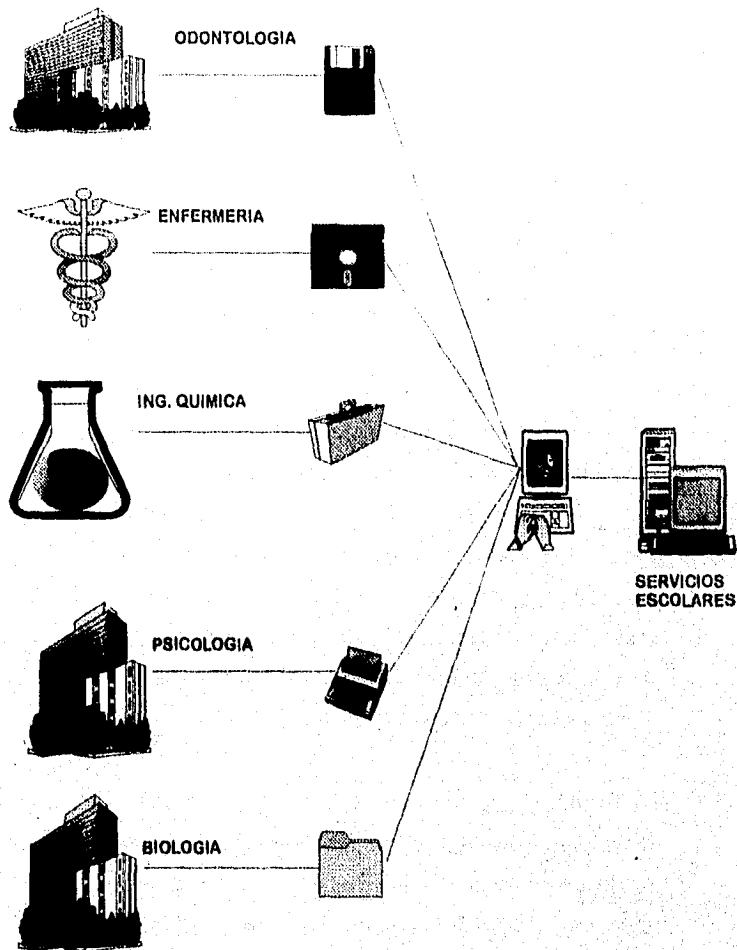 ODONTOLOGIA
ENFERMERIA
ING. QUIMICA
SERVICIOS
ESCOLARES
PSICOLOGIA
BIOLOGIA